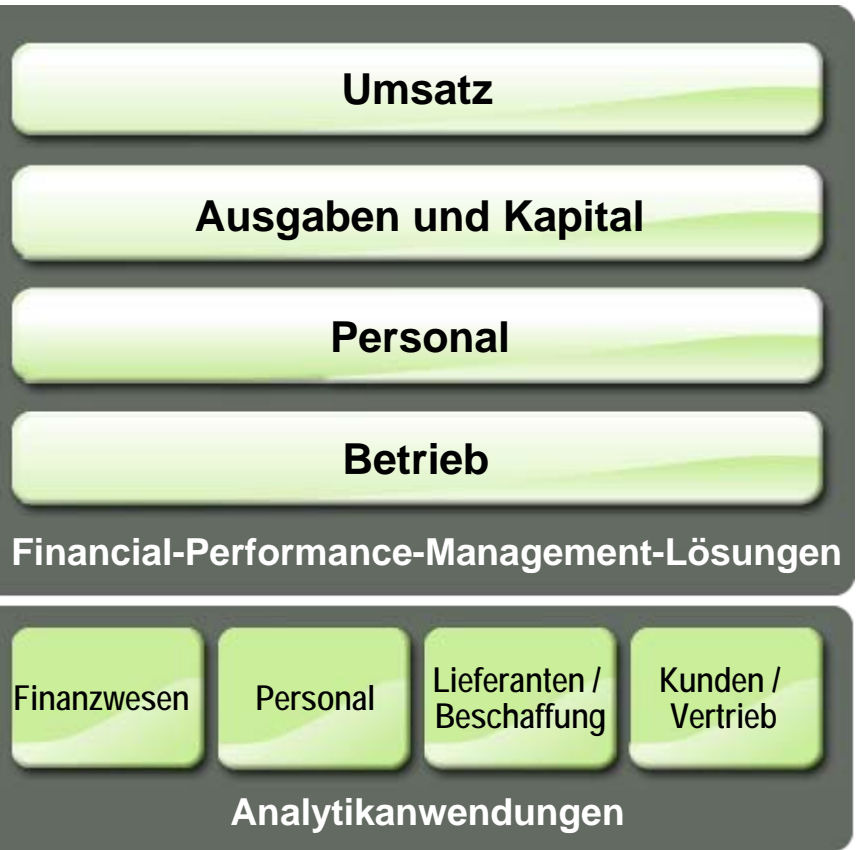 Umsatz
Ausgaben und Kapital
Personal
Betrieb
Financial-Performance-Management-Lösungen
Finanzwesen
Personal
Lieferanten /
Beschaffung
Kunden /
Vertrieb
Analytikanwendungen